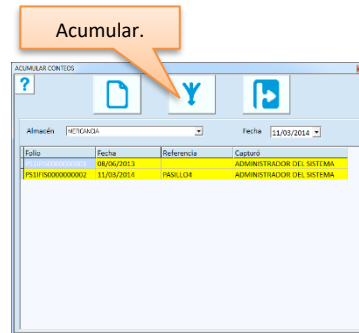 Acumular.
ACUMULAR CONTEOS
?
Almacén MERCANCIA Fecha 11/03/2014
Folio Fecha Referencia Capturó
08/06/2013 ADMINISTRADOR DEL SISTEMA
PS1IFIS0000000002 11/03/2014 PASILLO4 ADMINISTRADOR DEL SISTEMA